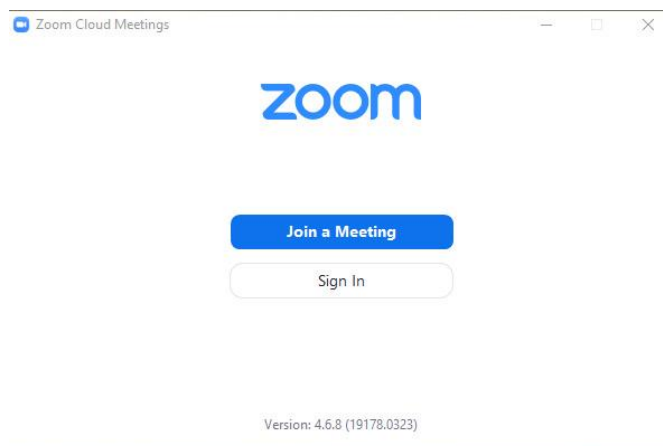 Zoom Cloud Meetings
zoom
Join a Meeting
Sign In
Version: 4.6.8 (19178.0323)